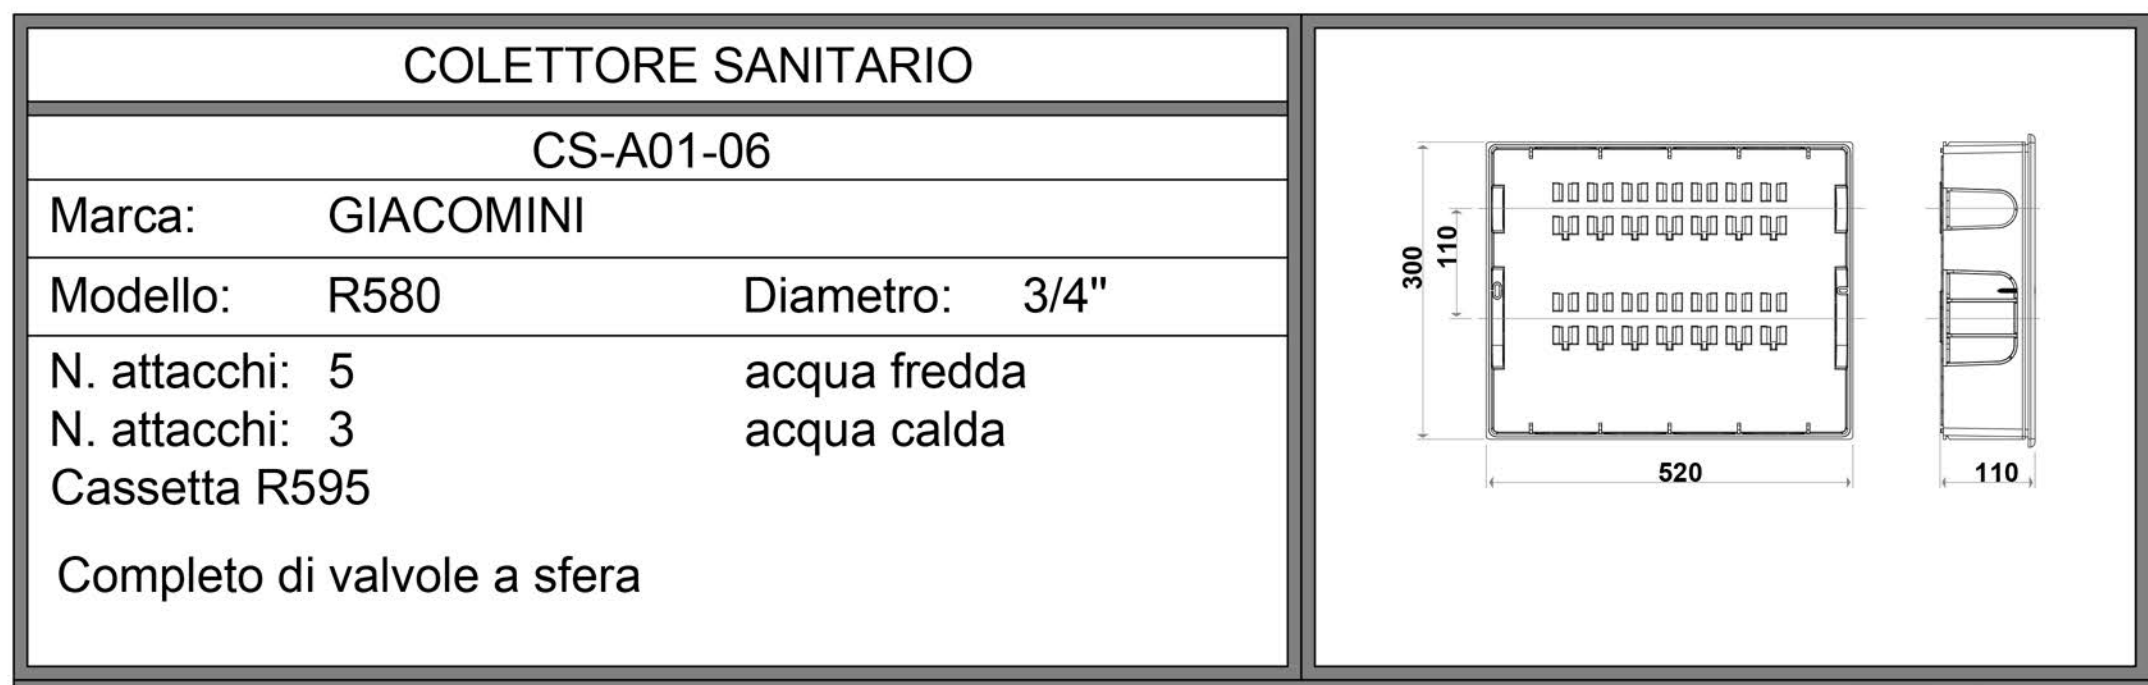 COLETTORE SANITARIO
CS-A01-06
Marca: GIACOMINI
Modello: R580 Diametro: 3/4"
N. attacchi: 5 acqua fredda
N. attacchi: 3 acqua calda
Cassetta R595
Completo di valvole a sfera
300
110
520
110